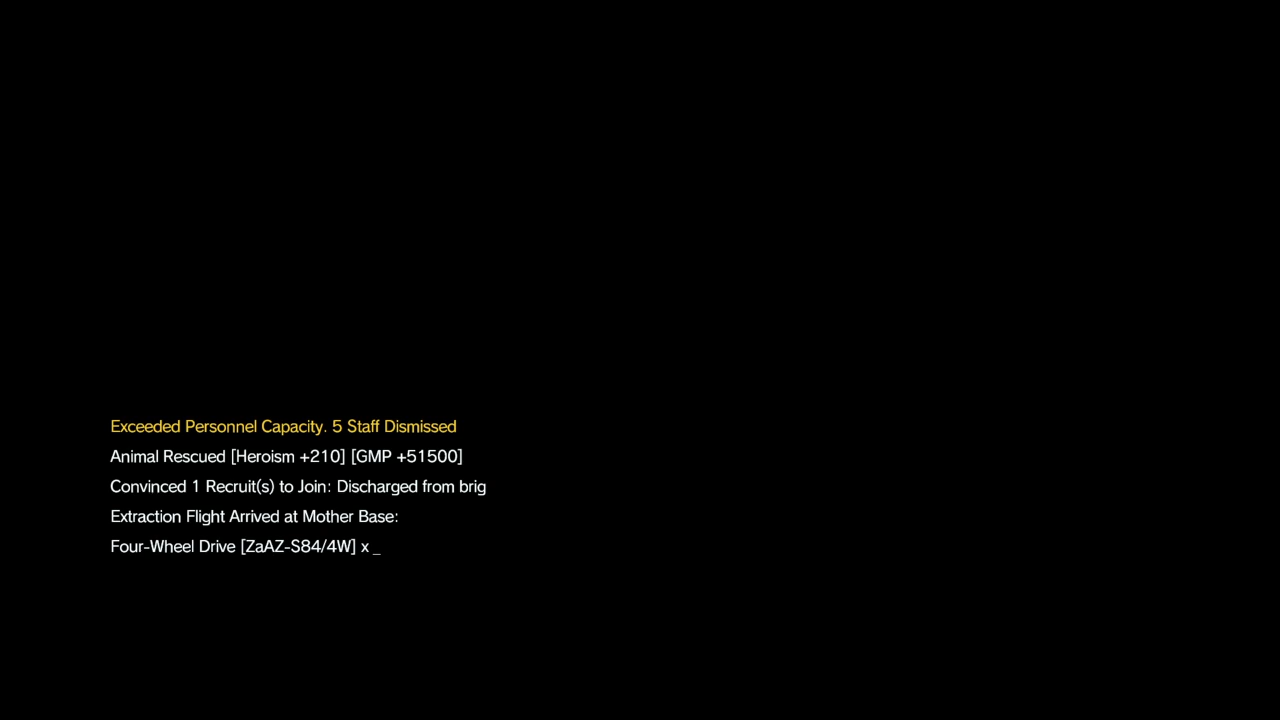 Exceeded Personnel Capacity. 5 Staff Dismissed
Animal Rescued [Heroism +210] [GMP +51500]
Convinced 1 Recruit(s) to Join: Discharged from brig
Extraction Flight Arrived at Mother Base:
Four-Wheel Drive [ZaAZ-S84/4W] x _